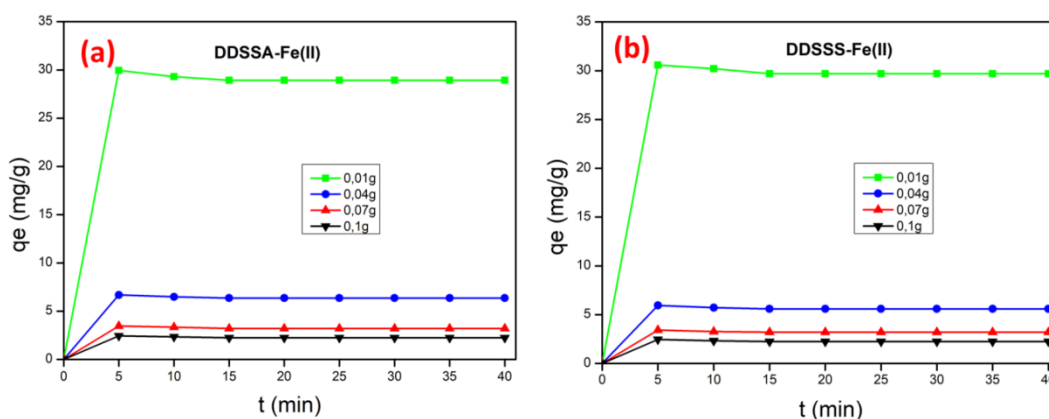 (a)
DDSSA-Fe(II)
qe (mg/g)
35
30
25
20
15
10
5
0
0,01g
0,04g
0,07g
0,1g
0 5 10 15 20 25 30 35 40
t (min)
(b)
DDSSS-Fe(II)
qe (mg/g)
35
30
25
20
15
10
5
0
0,01g
0,04g
0,07g
0,1g
0 5 10 15 20 25 30 35 40
t (min)